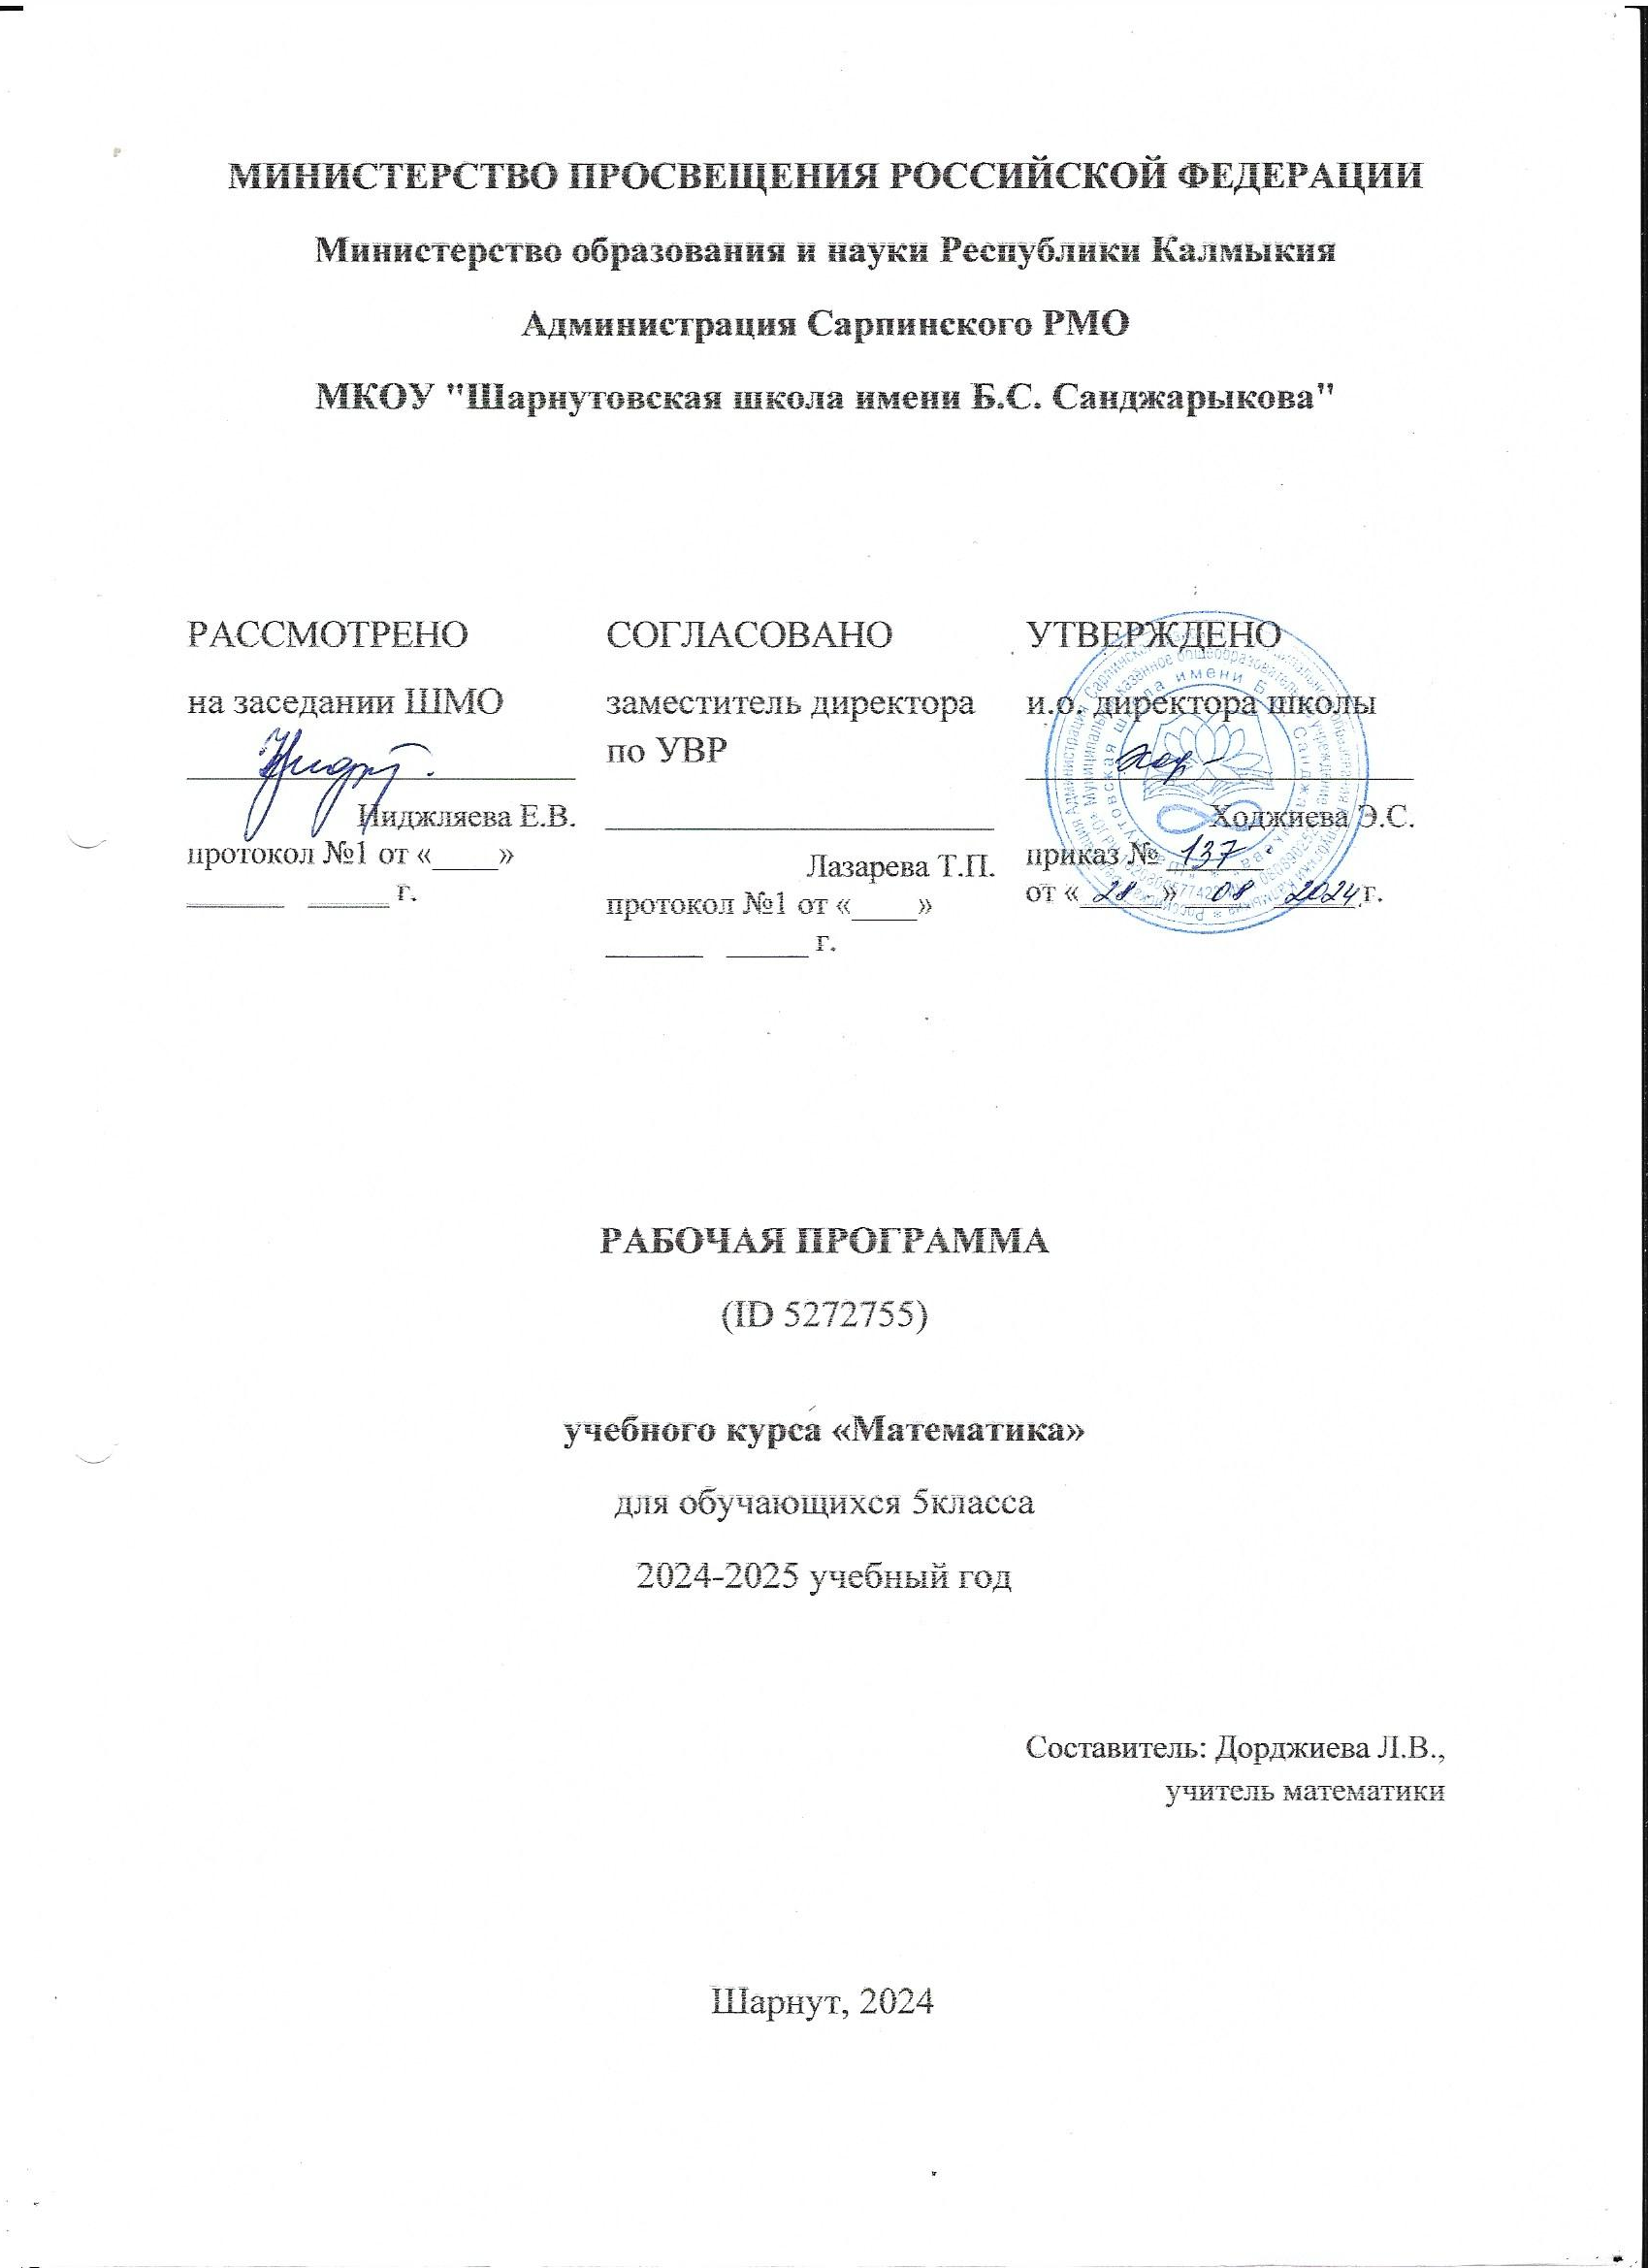 МИНИСТЕРСТВО ПРОСВЕЩЕНИЯ РОССИЙСКОЙ ФЕДЕРАЦИИ
Министерство образования и науки Республики Калмыкия
Администрация Сарпинского РМО
МКОУ "Шарнутовская школа имени Б.С. Санджарыкова"
РАССМОТРЕНО
на заседании ШМО
Ниджляева Е.В.
протокол №1 от «____»
______ _____ г.
СОГЛАСОВАНО
заместитель директора
по УВР
Лазарева Т.П.
протокол №1 от «____»
______ _____ г.
УТВЕРЖДЕНО
и.о. директора школы
Ходжиева Э.С.
приказ № 137
от «28» 08 2024 г.
РАБОЧАЯ ПРОГРАММА
(ID 5272755)
учебного курса «Математика»
для обучающихся 5класса
2024-2025 учебный год
Составитель: Дорджиева Л.В.,
учитель математики
Шарнут, 2024